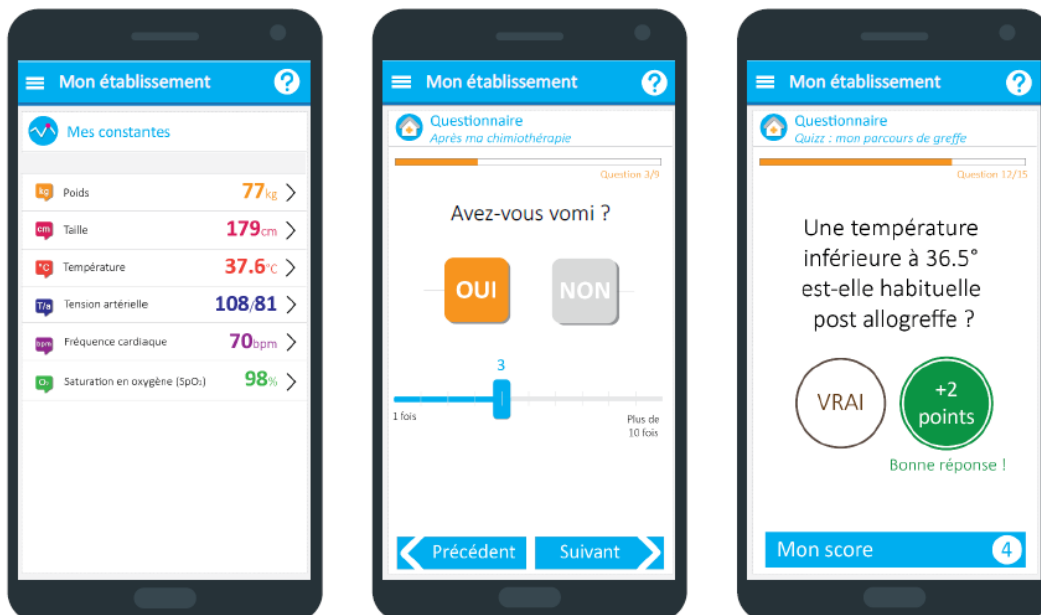 Mon établissement
?
Mes constantes
kg Poids 77kg
cm Taille 179cm
°C Température 37.6°C
T/a Tension artérielle 108/81
bpm Fréquence cardiaque 70bpm
O₂ Saturation en oxygène (SpO₂) 98%
Mon établissement
?
Questionnaire
Après ma chimiothérapie
Question 3/9
Avez-vous vomi ?
OUI NON
3
1 fois Plus de
10 fois
Précédent Suivant
Mon établissement
?
Questionnaire
Quizz : mon parcours de greffe
Question 12/15
Une température
inférieure à 36.5°
est-elle habituelle
post allogreffe ?
VRAI +2
points
Bonne réponse !
Mon score 4